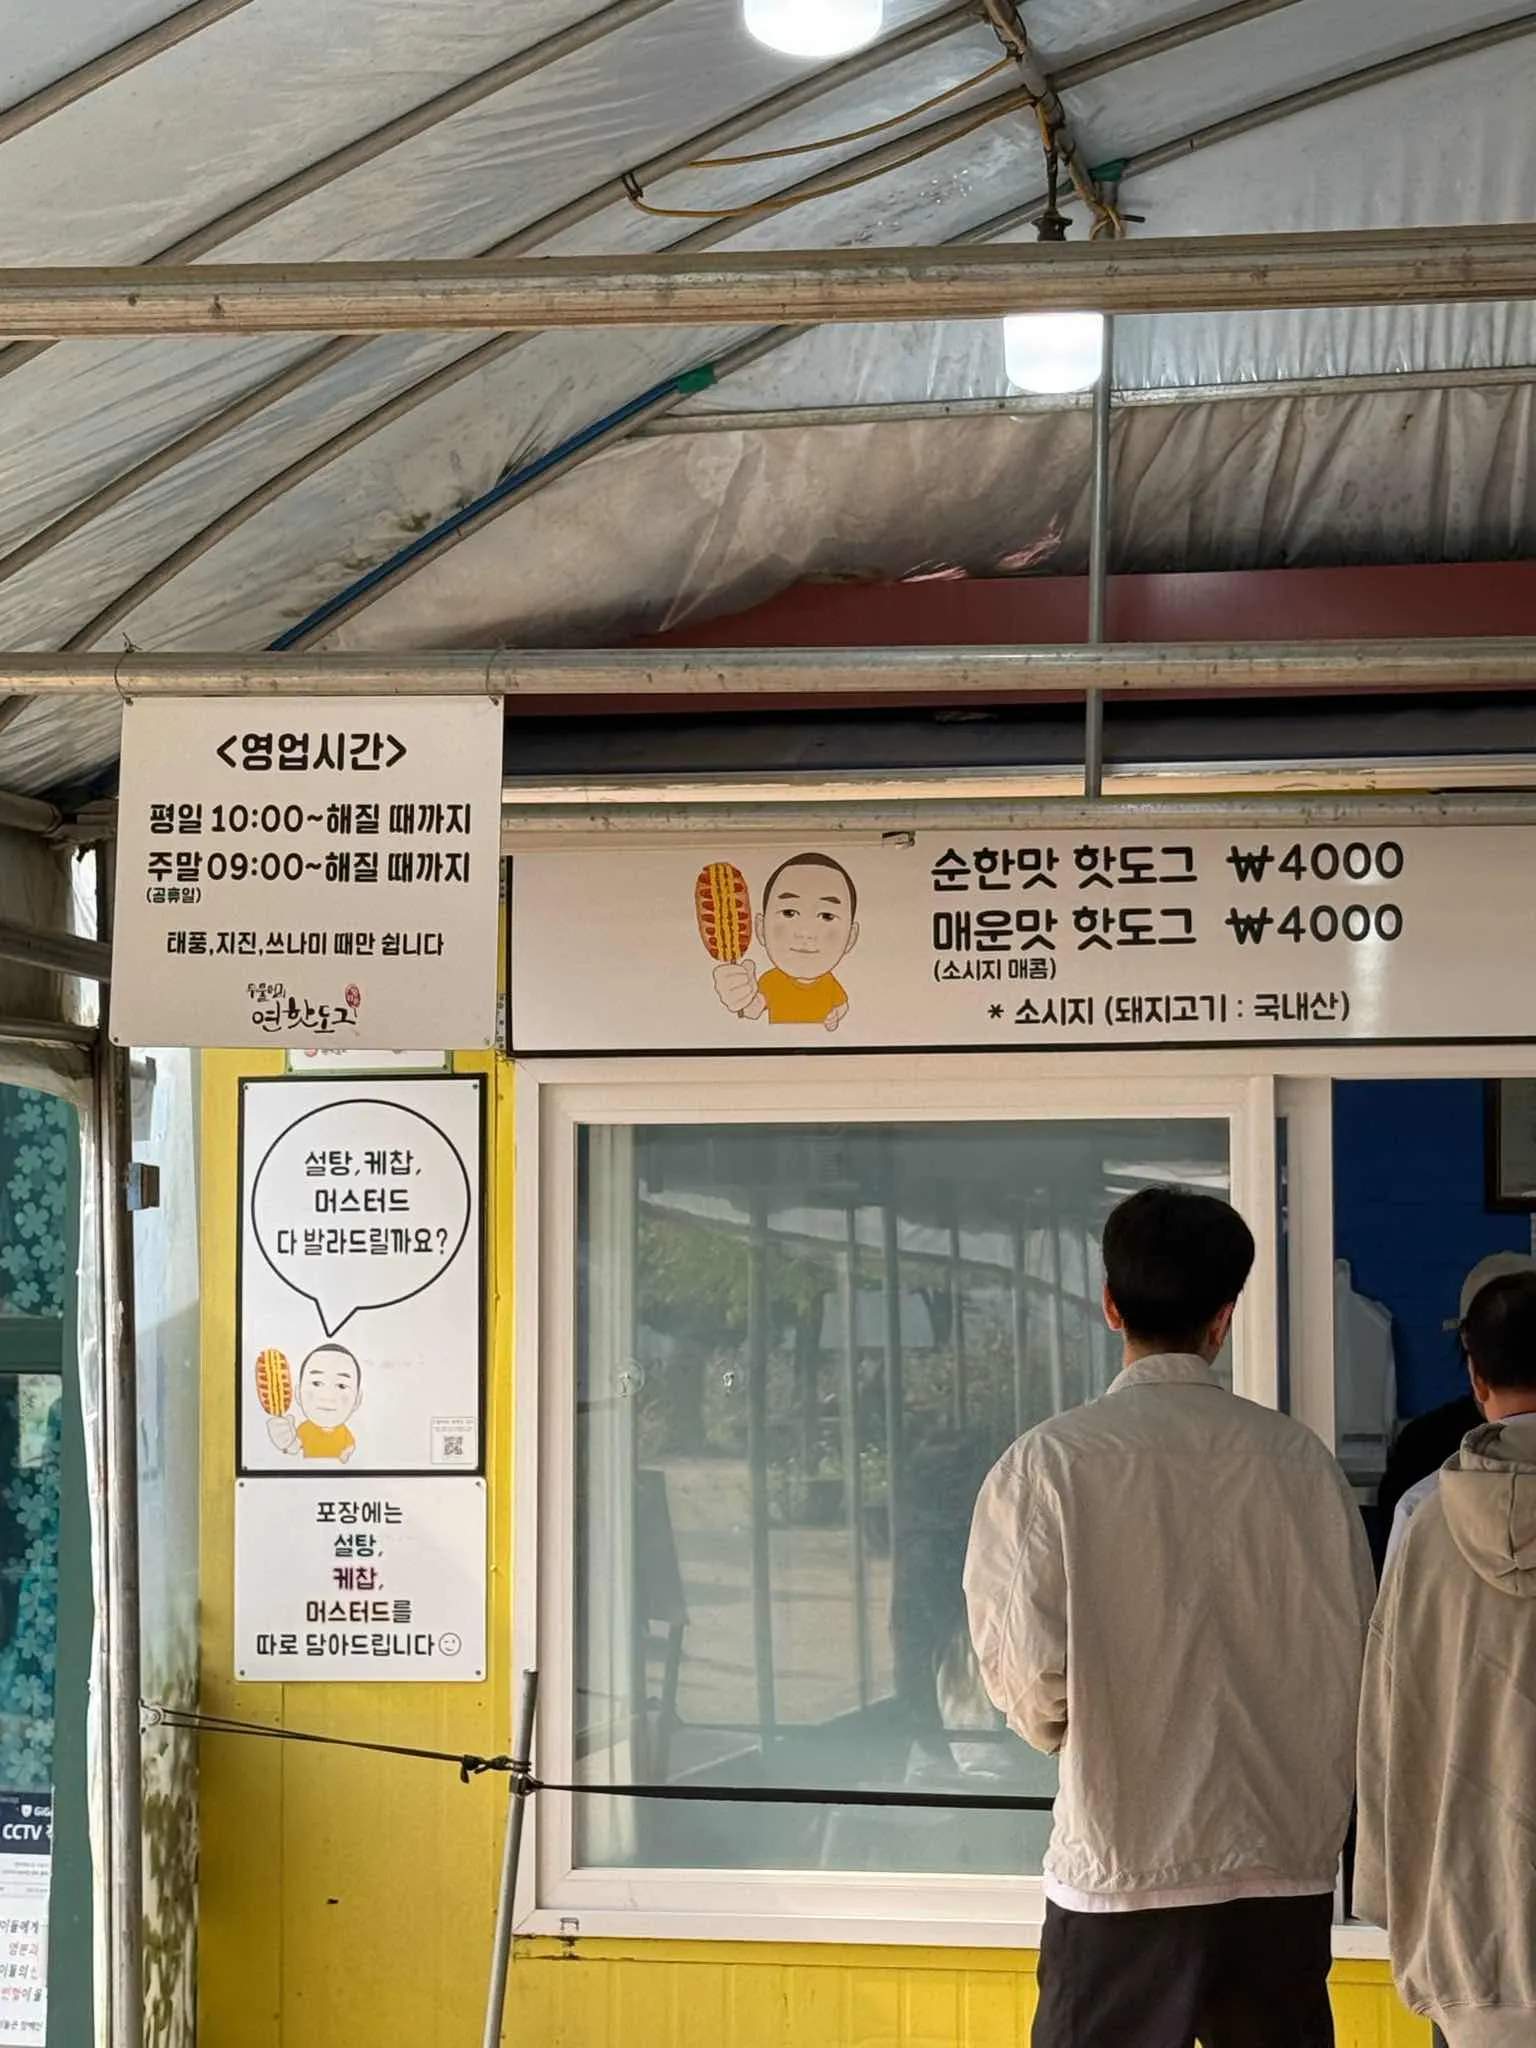 <영업시간>
평일 10:00~해질 때까지
주말 09:00~해질 때까지
(공휴일)
태풍,지진,쓰나미 때만 쉽니다
두물머리
연핫도그
순한맛 핫도그 ₩4000
매운맛 핫도그 ₩4000
(소시지 매콤)
* 소시지 (돼지고기 : 국내산)
설탕,케찹,
머스터드
다 발라드릴까요?
포장에는
설탕,
케찹,
머스터드를
따로 담아드립니다
CCTV